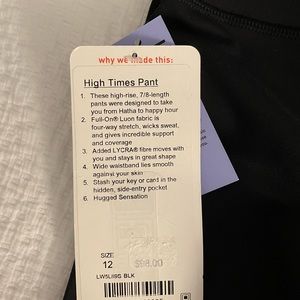 why we made this:
High Times Pant
1. These high-rise, 7/8-length
pants were designed to take
you from Hatha to happy hour
2. Full-On® Luon fabric is
four-way stretch, wicks sweat,
and gives incredible support
and coverage
3. Added LYCRA® fibre moves with
you and stays in great shape
4. Wide waistband lies smooth
against your skin
5. Stash your key or card in the
hidden, side-entry pocket
6. Hugged Sensation
SIZE
12
$98.00
LW5LI9S BLK